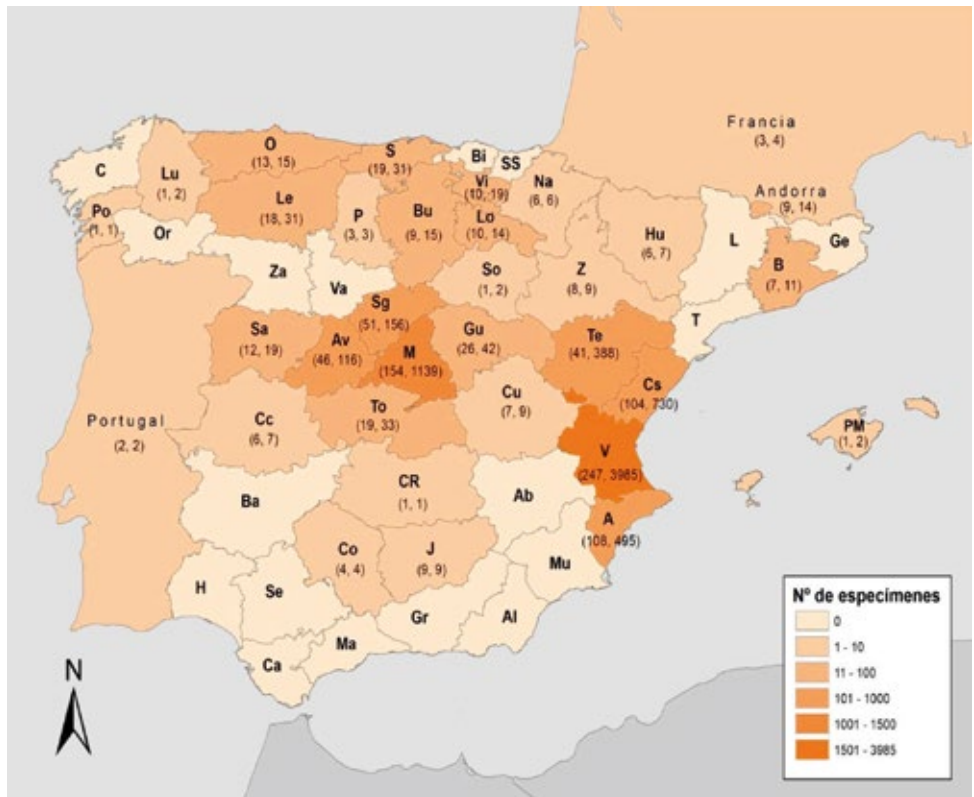 Francia
(3, 4)
O
(13, 15)
S
(19, 31)
Bi
SS
C
Lu
(1, 2)
Vi
(10, 19)
Na
(6, 6)
Andorra
(9, 14)
Le
(18, 31)
P
(3, 3)
Bu
(9, 15)
Lo
(10, 14)
Po
(1, 1)
Or
Hu
(6, 7)
L
Ge
B
(7, 11)
Za
Va
So
(1, 2)
Z
(8, 9)
Sg
(51, 156)
T
Sa
(12, 19)
Av
(46, 116)
Gu
(26, 42)
Te
(41, 388)
M
(154, 1139)
Cs
(104, 730)
Cu
(7, 9)
Cc
(6, 7)
To
(19, 33)
Portugal
(2, 2)
PM
(1, 2)
V
(247, 3985)
CR
(1, 1)
Ba
Ab
A
(108, 495)
Co
(4, 4)
J
(9, 9)
Mu
H
Se
Gr
Al
Ma
Ca
N
Nº de especímenes
0
1 - 10
11 - 100
101 - 1000
1001 - 1500
1501 - 3985